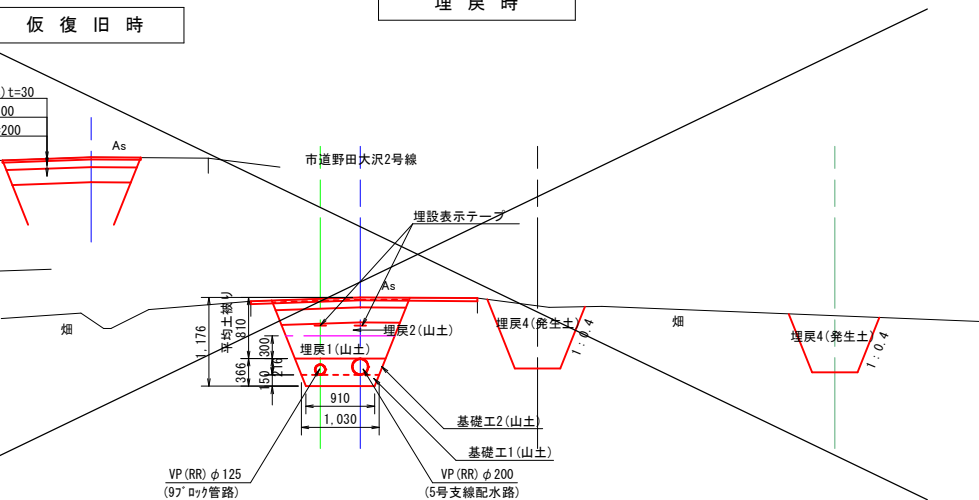 埋 戻 時
仮 復 旧 時
)t=30
00
200
As
市道野田大沢2号線
埋設表示テープ
As
畑
1,176
平均土被り
810
300
366
216
150
埋戻2(山土)
埋戻1(山土)
埋戻4(発生土)
1:0.4
畑
埋戻4(発生土)
1:0.4
910
1,030
基礎工2(山土)
基礎工1(山土)
VP(RR)φ125
(9ブロック管路)
VP(RR)φ200
(5号支線配水路)